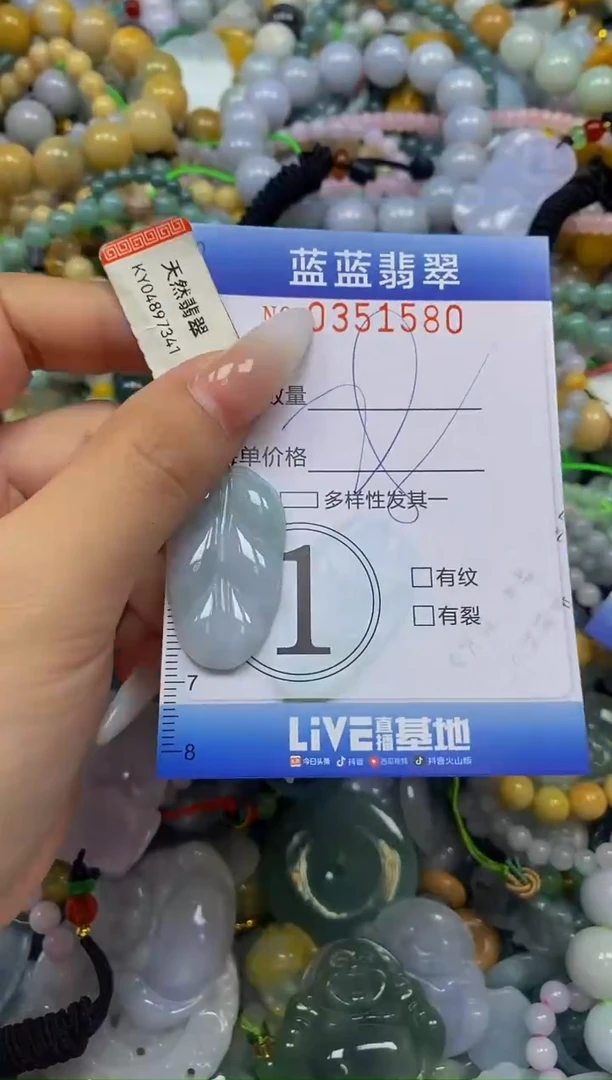 天然翡翠
KY04897341
蓝蓝翡翠
0351580
量
单价格
多样性发其一
1
有纹
有裂
7
8
LiVE直播基地
今日头条 抖音 西瓜视频 抖音火山版